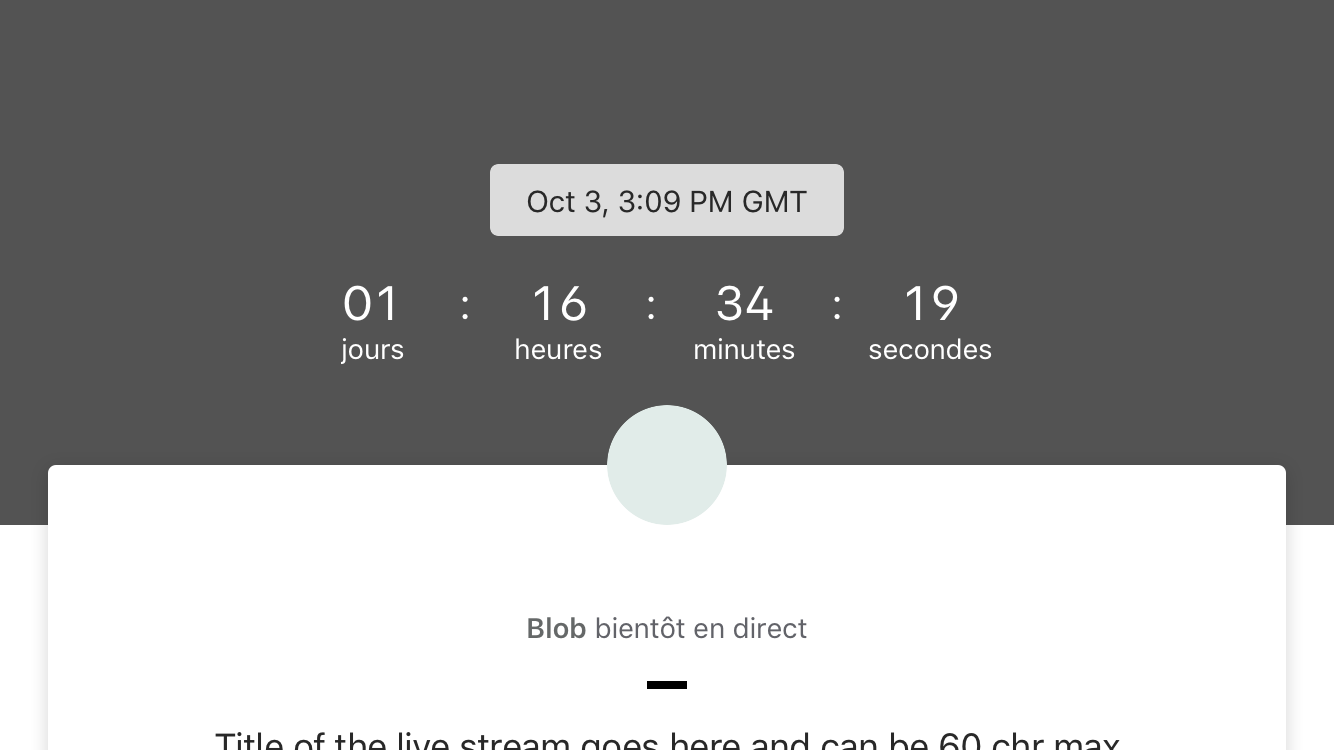 Oct 3, 3:09 PM GMT
01 : 16 : 34 : 19
jours heures minutes secondes
Blob bientôt en direct
Title of the live stream goes here and can be 60 chr max